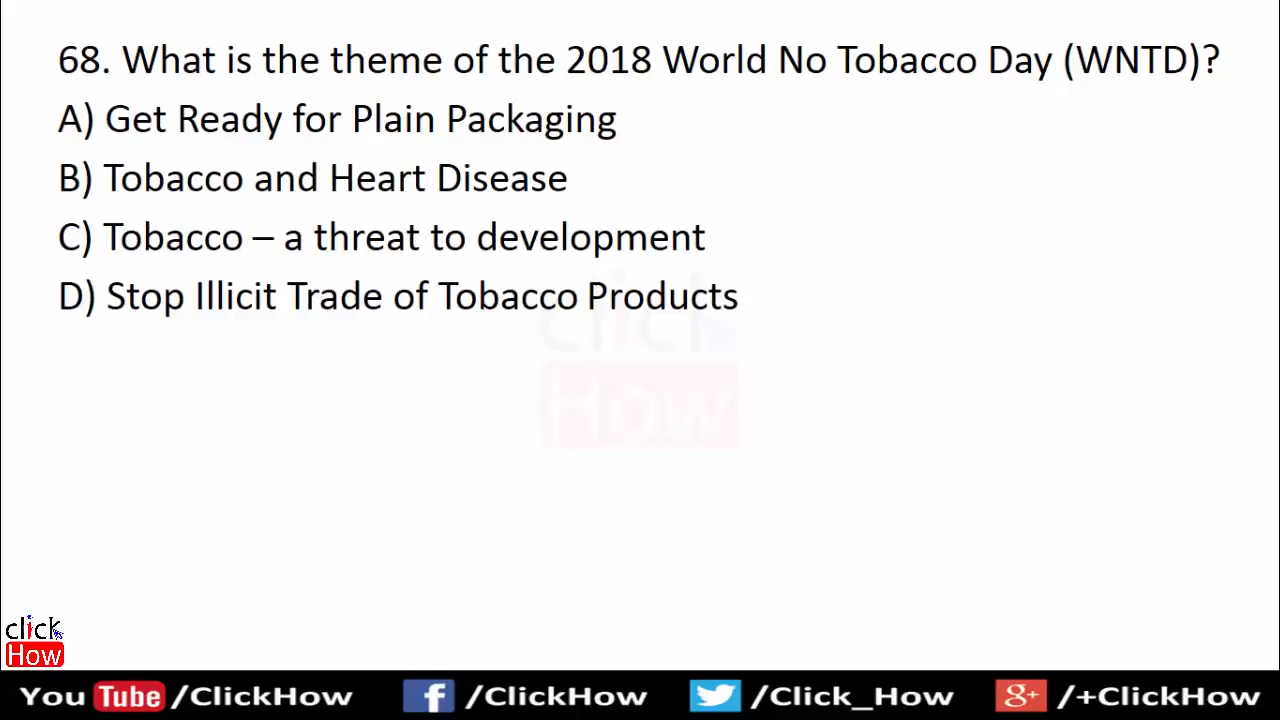 68. What is the theme of the 2018 World No Tobacco Day (WNTD)?
A) Get Ready for Plain Packaging
B) Tobacco and Heart Disease
C) Tobacco – a threat to development
D) Stop Illicit Trade of Tobacco Products
click
How
click
How
You Tube /ClickHow f /ClickHow /Click_How g+ /+ClickHow